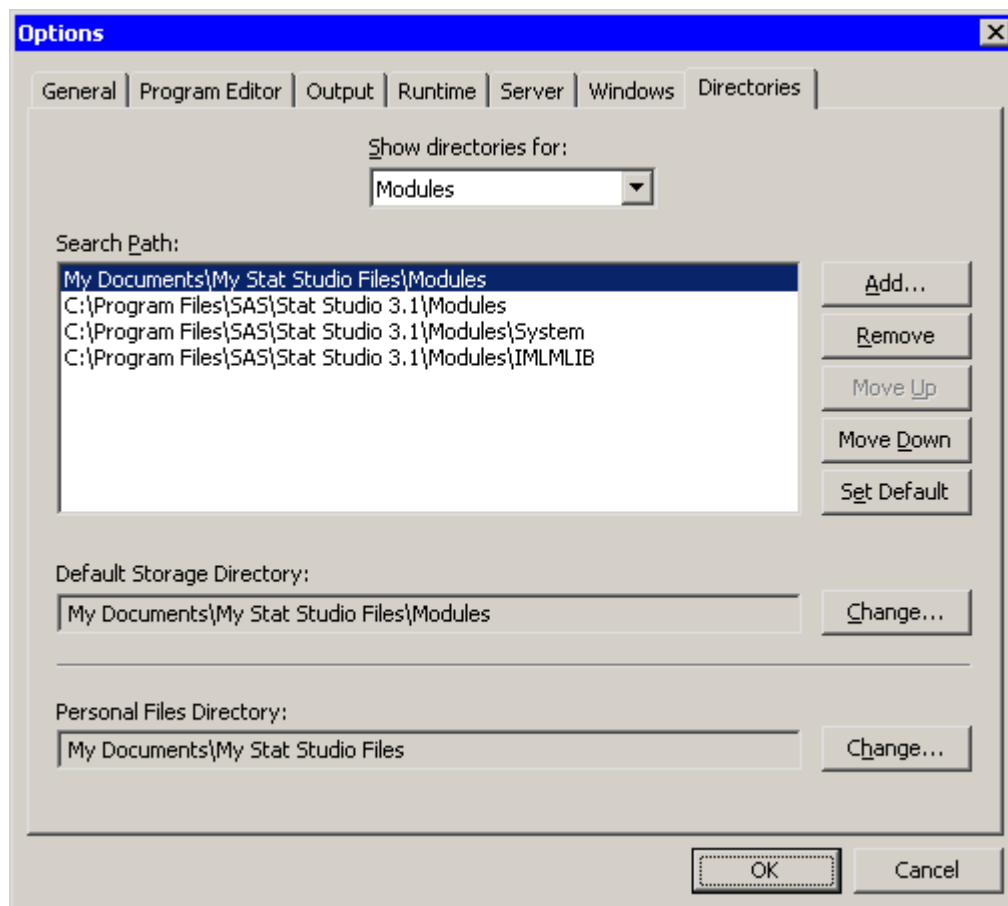 Options
General Program Editor Output Runtime Server Windows Directories
Show directories for:
Modules
Search Path:
My Documents\My Stat Studio Files\Modules
C:\Program Files\SAS\Stat Studio 3.1\Modules
C:\Program Files\SAS\Stat Studio 3.1\Modules\System
C:\Program Files\SAS\Stat Studio 3.1\Modules\IMLMLIB
Add...
Remove
Move Up
Move Down
Set Default
Default Storage Directory:
My Documents\My Stat Studio Files\Modules
Change...
Personal Files Directory:
My Documents\My Stat Studio Files
Change...
OK Cancel